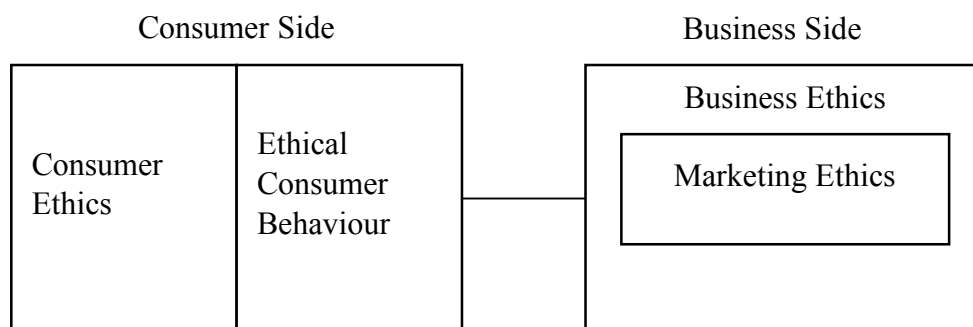 Consumer Side
Business Side
Consumer
Ethics
Ethical
Consumer
Behaviour
Business Ethics
Marketing Ethics